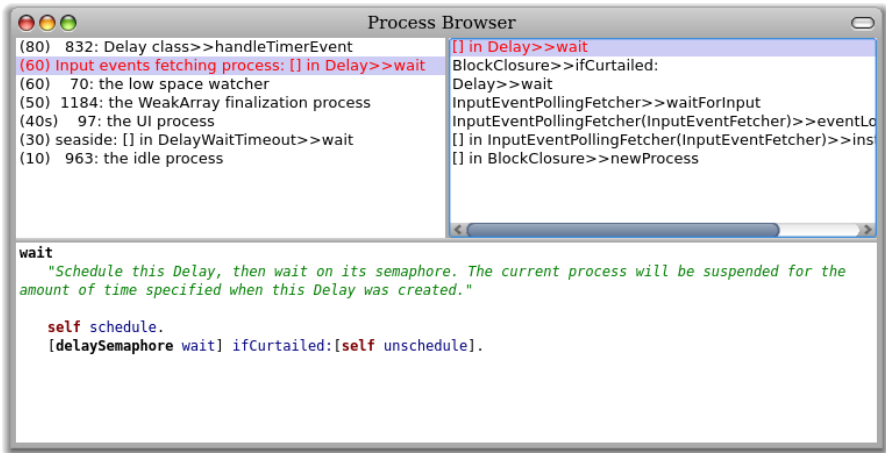 Process Browser
(80) 832: Delay class>>handleTimerEvent
(60) Input events fetching process: [] in Delay>>wait
(60) 70: the low space watcher
(50) 1184: the WeakArray finalization process
(40s) 97: the UI process
(30) seaside: [] in DelayWaitTimeout>>wait
(10) 963: the idle process
[] in Delay>>wait
BlockClosure>>ifCurtailed:
Delay>>wait
InputEventPollingFetcher>>waitForInput
InputEventPollingFetcher(InputEventFetcher)>>eventLo
[] in InputEventPollingFetcher(InputEventFetcher)>>inst
[] in BlockClosure>>newProcess
wait
"Schedule this Delay, then wait on its semaphore. The current process will be suspended for the
amount of time specified when this Delay was created."
self schedule.
[delaySemaphore wait] ifCurtailed:[self unschedule].